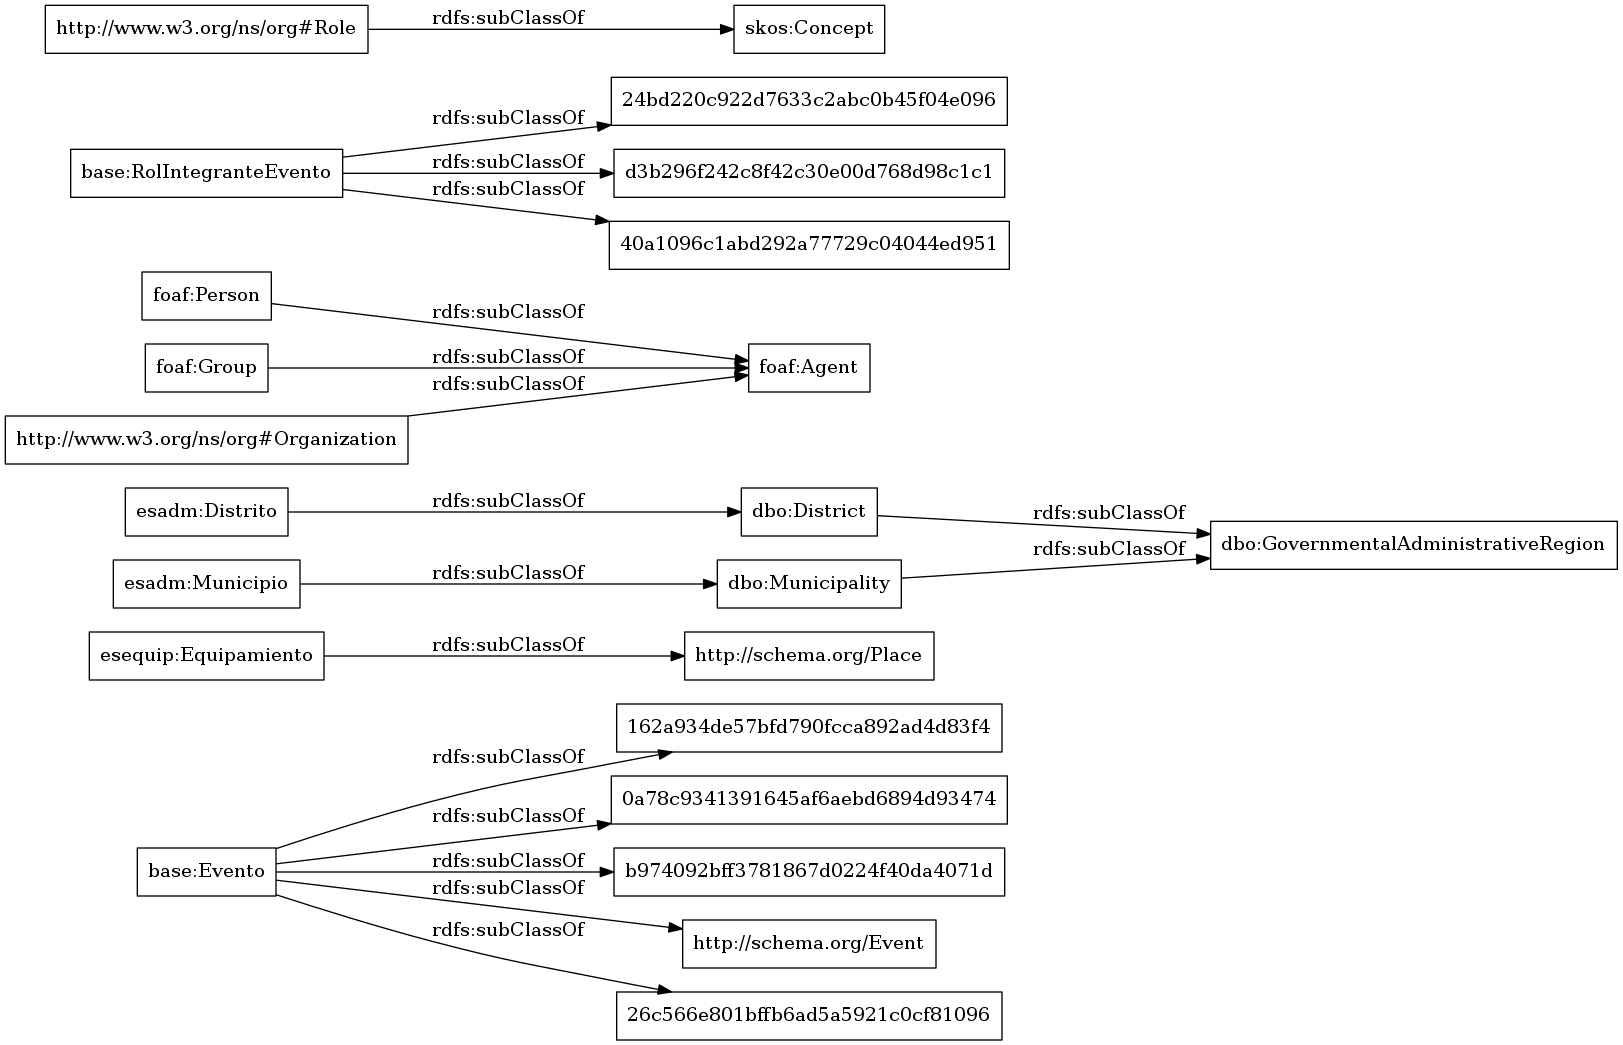 http://www.w3.org/ns/org#Role
rdfs:subClassOf
skos:Concept
base:RolIntegranteEvento
rdfs:subClassOf
24bd220c922d7633c2abc0b45f04e096
rdfs:subClassOf
d3b296f242c8f42c30e00d768d98c1c1
rdfs:subClassOf
40a1096c1abd292a77729c04044ed951
foaf:Person
rdfs:subClassOf
foaf:Group
rdfs:subClassOf
foaf:Agent
http://www.w3.org/ns/org#Organization
rdfs:subClassOf
esadm:Distrito
rdfs:subClassOf
dbo:District
rdfs:subClassOf
dbo:GovernmentalAdministrativeRegion
esadm:Municipio
rdfs:subClassOf
dbo:Municipality
rdfs:subClassOf
esequip:Equipamiento
rdfs:subClassOf
http://schema.org/Place
base:Evento
rdfs:subClassOf
162a934de57bfd790fcca892ad4d83f4
rdfs:subClassOf
0a78c9341391645af6aebd6894d93474
rdfs:subClassOf
b974092bff3781867d0224f40da4071d
rdfs:subClassOf
http://schema.org/Event
rdfs:subClassOf
26c566e801bffb6ad5a5921c0cf81096